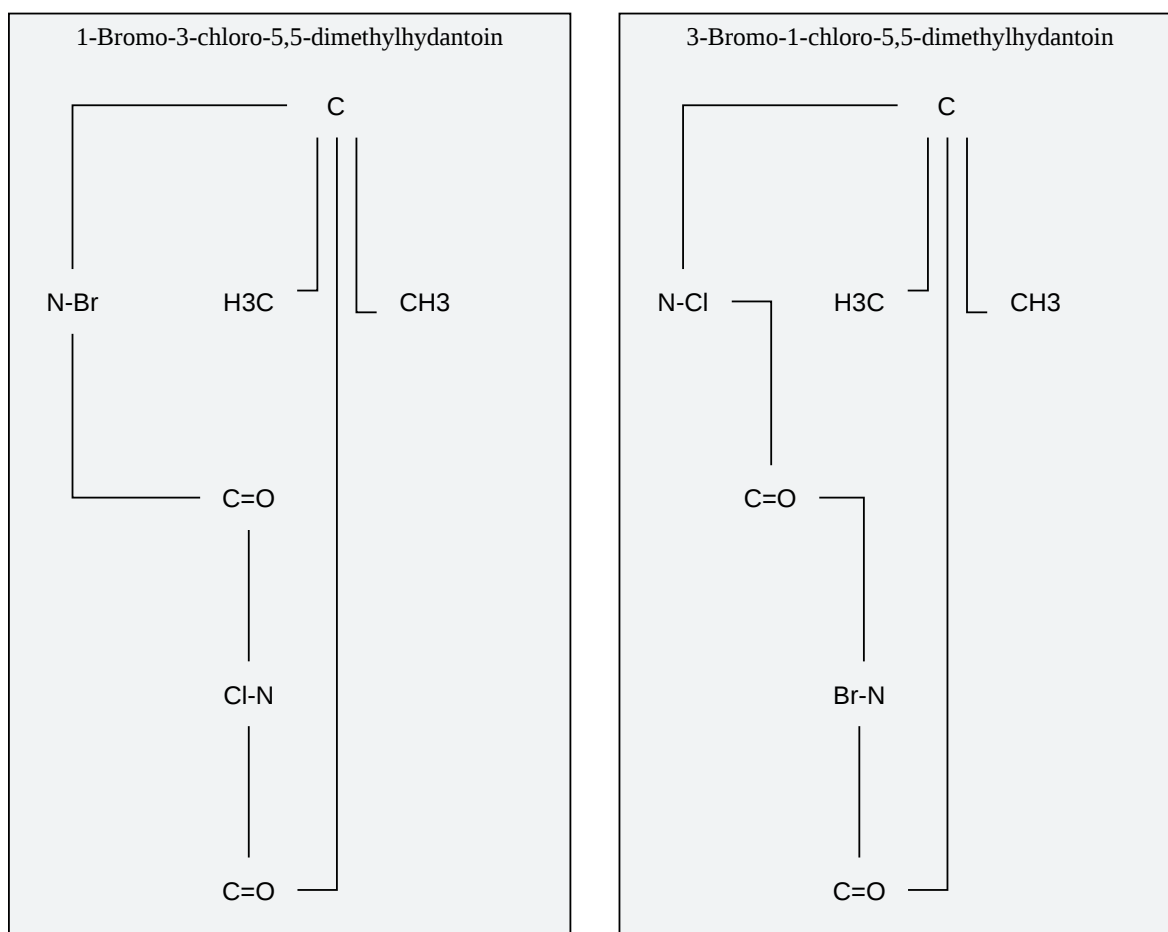 1-Bromo-3-chloro-5,5-dimethylhydantoin
C
N-Br
H3C
CH3
C=O
Cl-N
C=O
3-Bromo-1-chloro-5,5-dimethylhydantoin
C
N-Cl
H3C
CH3
C=O
Br-N
C=O